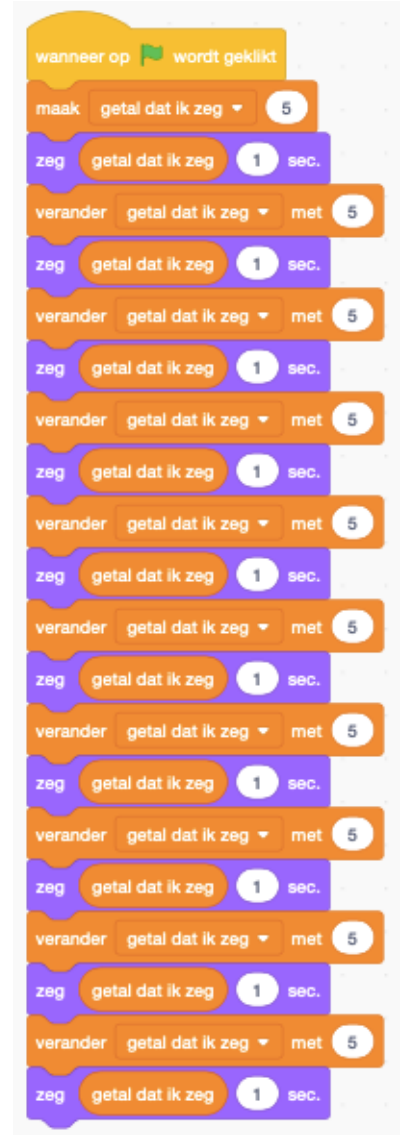 wanneer op wordt geklikt
maak getal dat ik zeg 5
zeg getal dat ik zeg 1 sec.
verander getal dat ik zeg met 5
zeg getal dat ik zeg 1 sec.
verander getal dat ik zeg met 5
zeg getal dat ik zeg 1 sec.
verander getal dat ik zeg met 5
zeg getal dat ik zeg 1 sec.
verander getal dat ik zeg met 5
zeg getal dat ik zeg 1 sec.
verander getal dat ik zeg met 5
zeg getal dat ik zeg 1 sec.
verander getal dat ik zeg met 5
zeg getal dat ik zeg 1 sec.
verander getal dat ik zeg met 5
zeg getal dat ik zeg 1 sec.
verander getal dat ik zeg met 5
zeg getal dat ik zeg 1 sec.
verander getal dat ik zeg met 5
zeg getal dat ik zeg 1 sec.